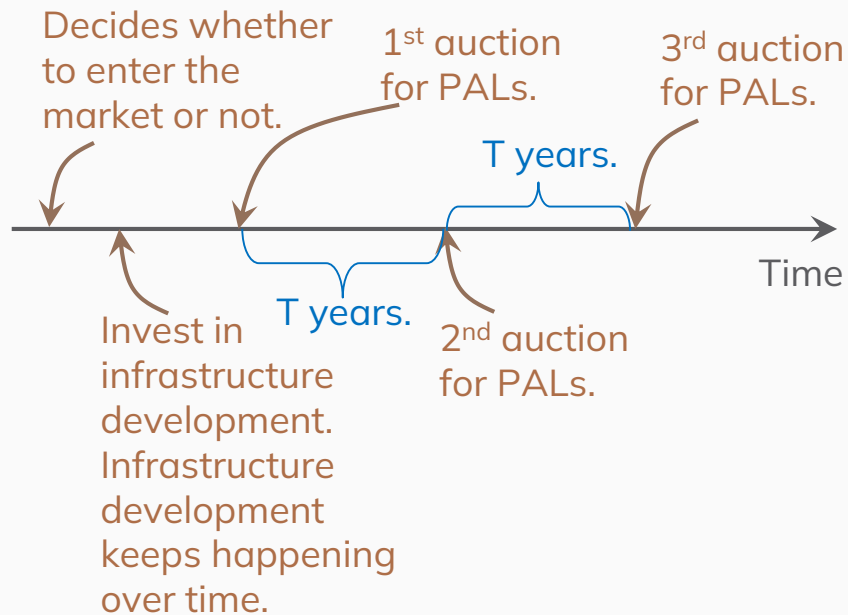 Decides whether
to enter the
market or not.
1st auction
for PALs.
3rd auction
for PALs.
T years.
Time
T years.
2nd auction
for PALs.
Invest in
infrastructure
development.
Infrastructure
development
keeps happening
over time.